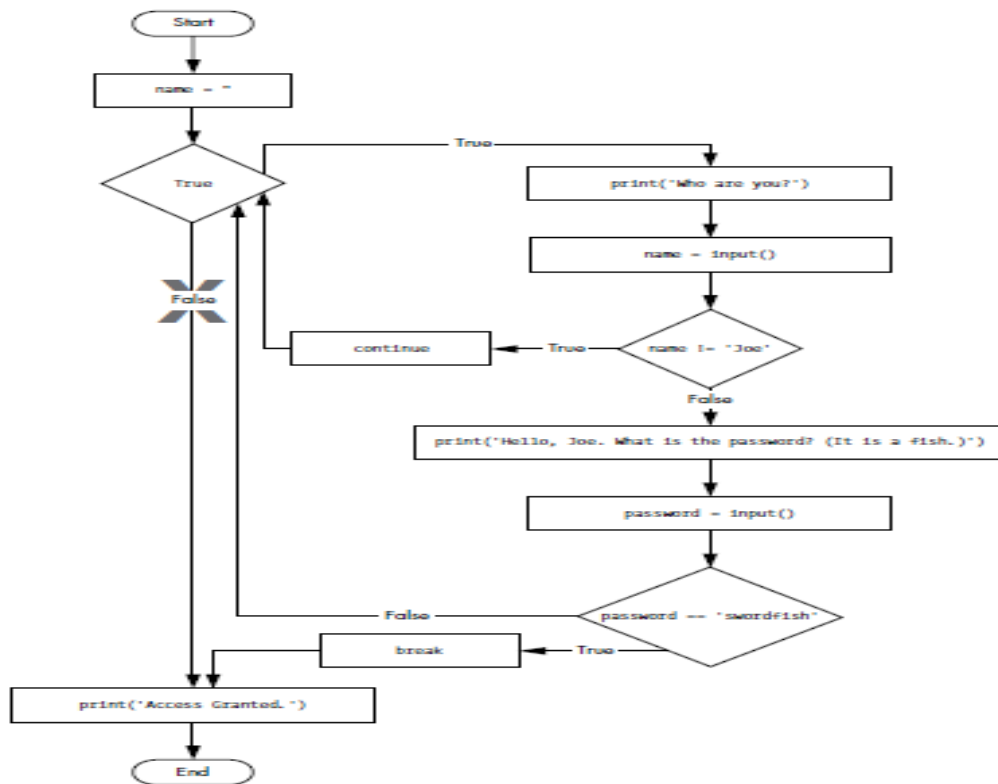 Start
name = ''
True
True
print('Who are you?')
name = input()
False
continue
True
name != 'Joe'
False
print('Hello, Joe. What is the password? (It is a fish.)')
password = input()
False
password == 'swordfish'
break
True
print('Access Granted.')
End